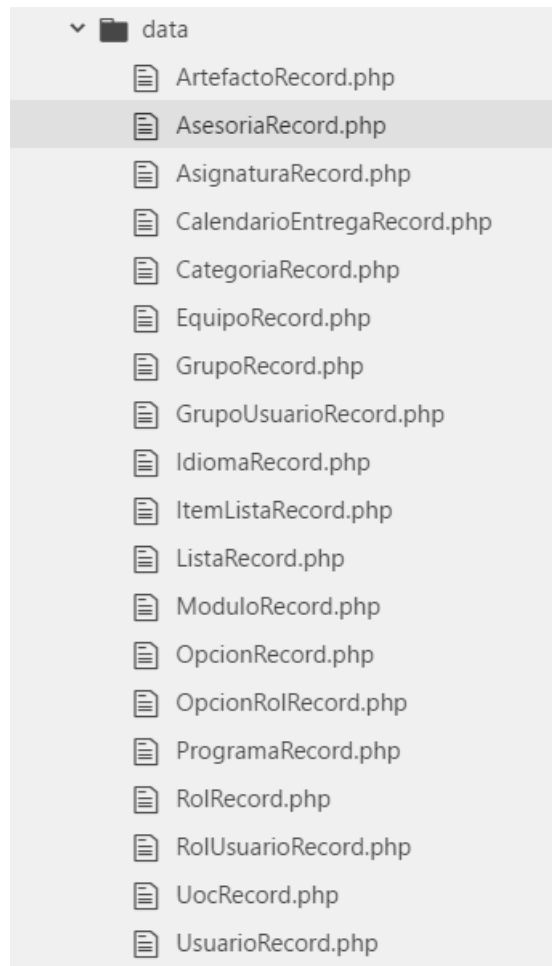 data
ArtefactoRecord.php
AsesoriaRecord.php
AsignaturaRecord.php
CalendarioEntregaRecord.php
CategoriaRecord.php
EquipoRecord.php
GrupoRecord.php
GrupoUsuarioRecord.php
IdiomaRecord.php
ItemListaRecord.php
ListaRecord.php
ModuloRecord.php
OpcionRecord.php
OpcionRolRecord.php
ProgramaRecord.php
RolRecord.php
RolUsuarioRecord.php
UocRecord.php
UsuarioRecord.php